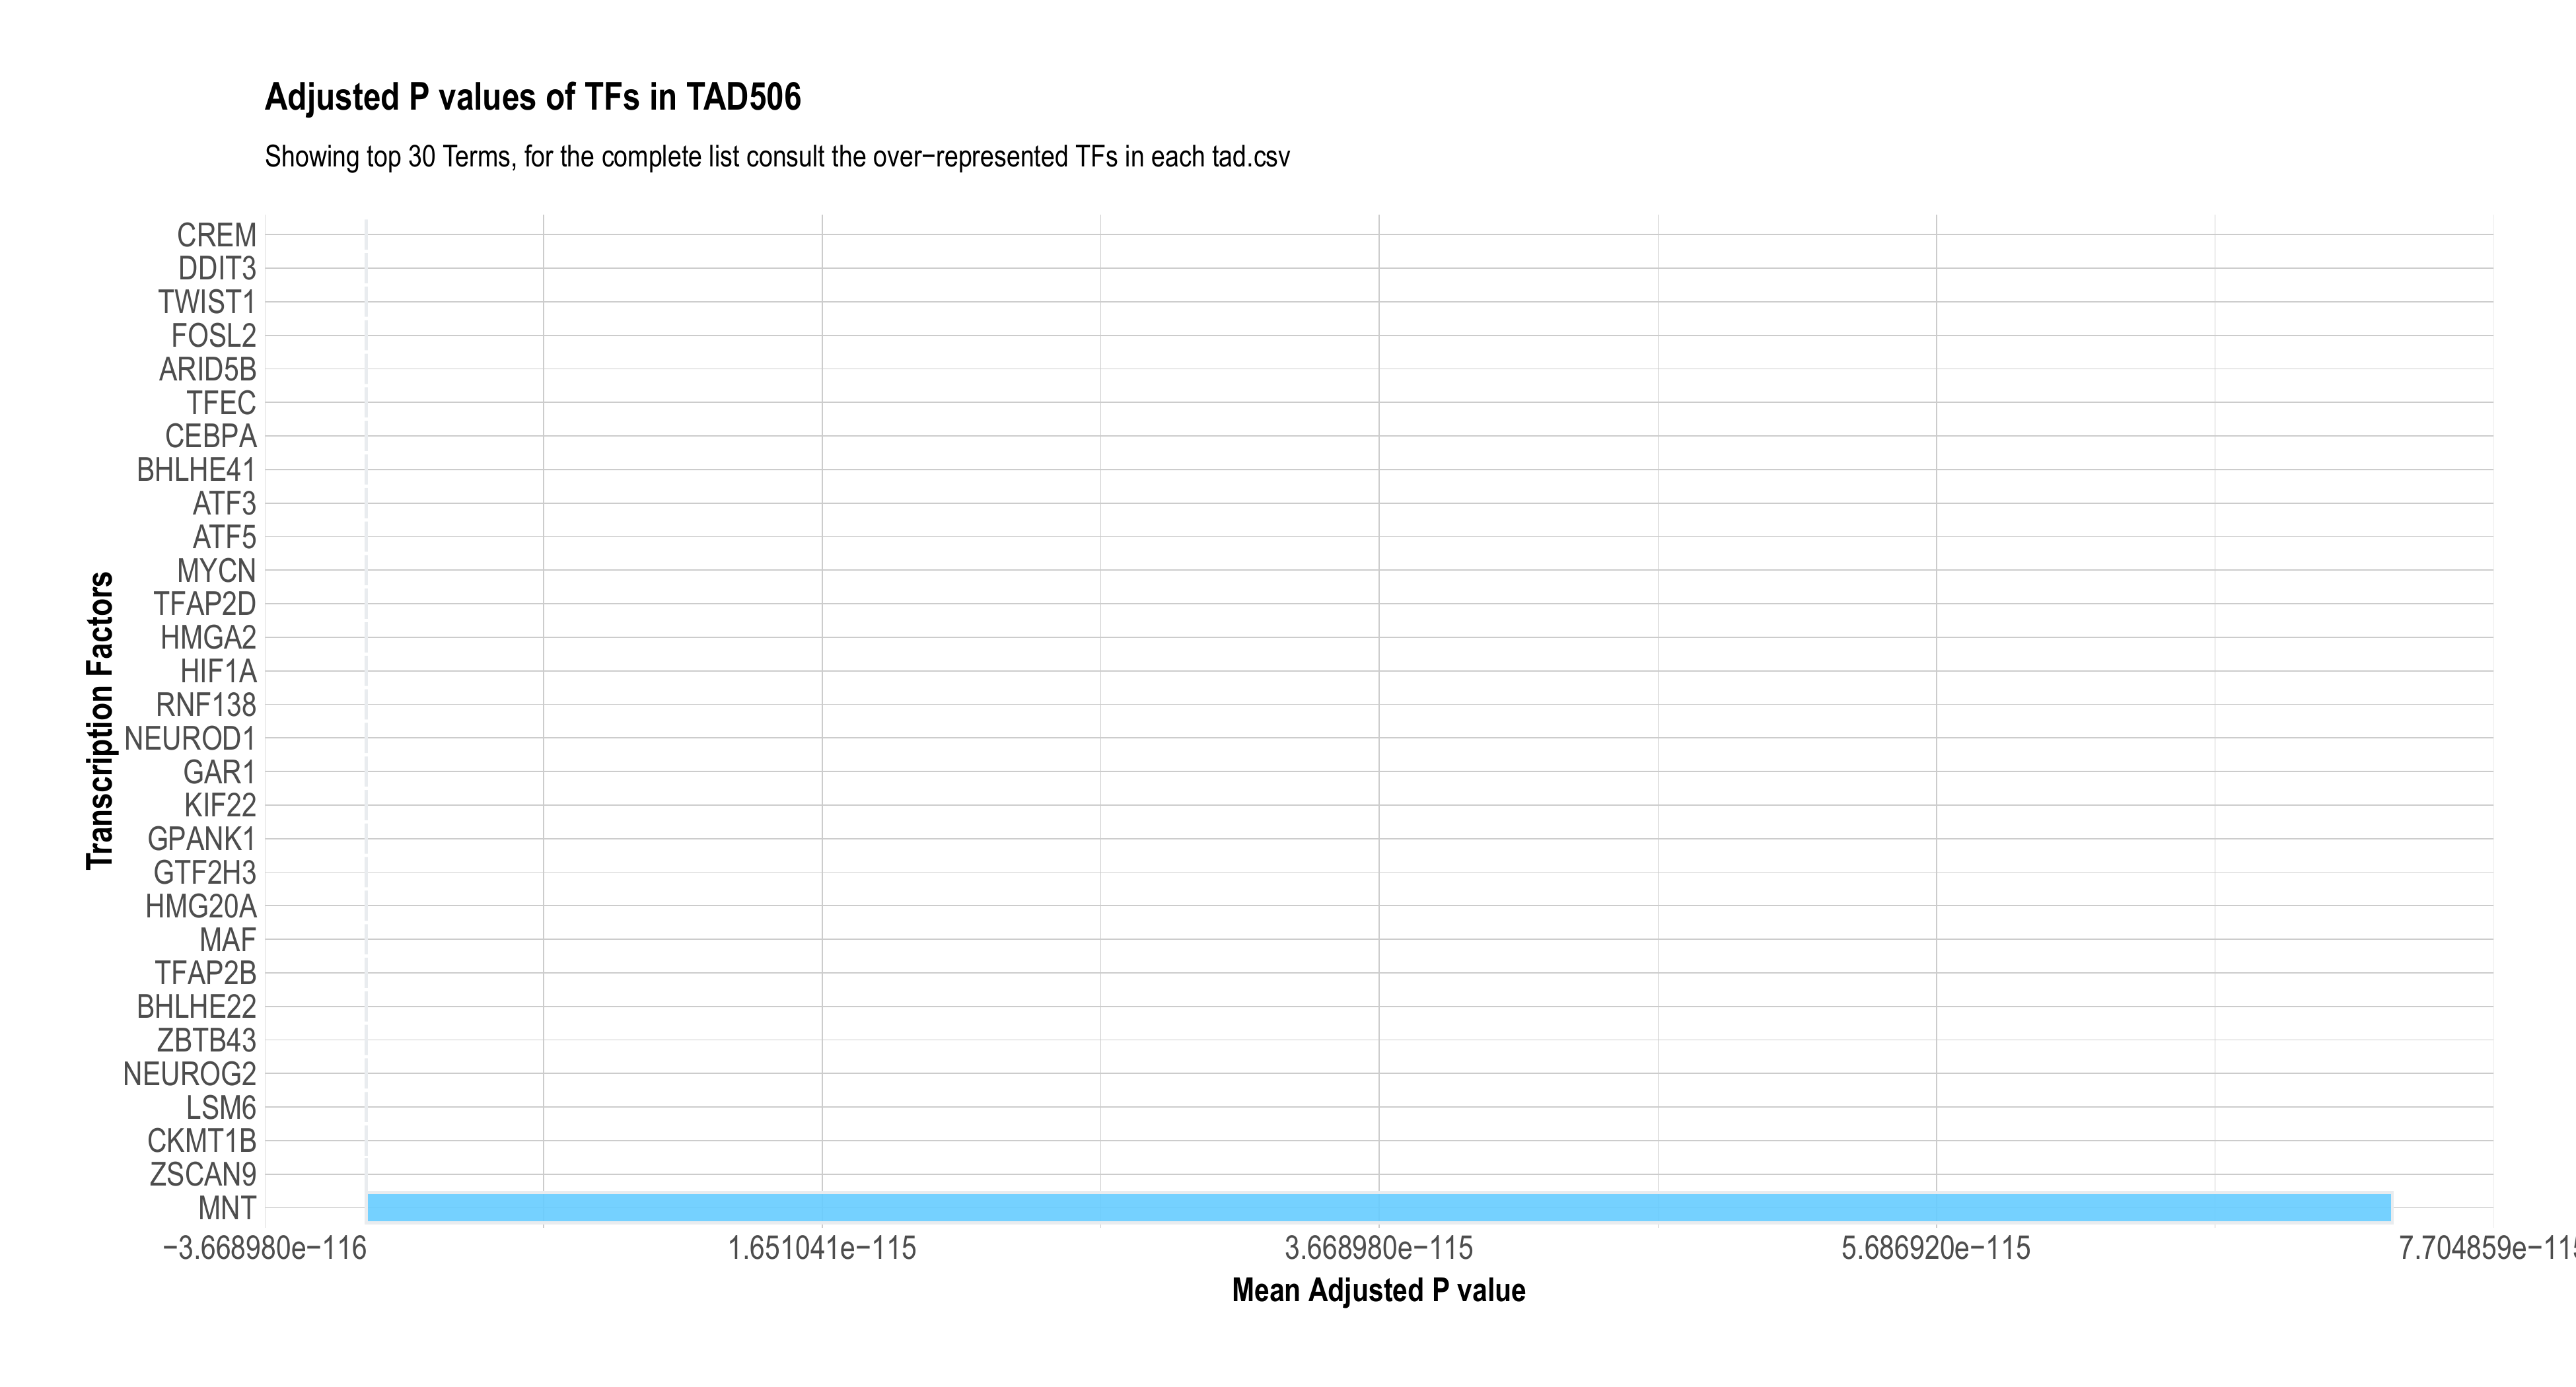 Adjusted P values of TFs in TAD506
Showing top 30 Terms, for the complete list consult the over−represented TFs in each tad.csv
Transcription Factors
CREM
DDIT3
TWIST1
FOSL2
ARID5B
TFEC
CEBPA
BHLHE41
ATF3
ATF5
MYCN
TFAP2D
HMGA2
HIF1A
RNF138
NEUROD1
GAR1
KIF22
GPANK1
GTF2H3
HMG20A
MAF
TFAP2B
BHLHE22
ZBTB43
NEUROG2
LSM6
CKMT1B
ZSCAN9
MNT
−3.668980e−116 1.651041e−115 3.668980e−115 5.686920e−115 7.704859e−115
Mean Adjusted P value